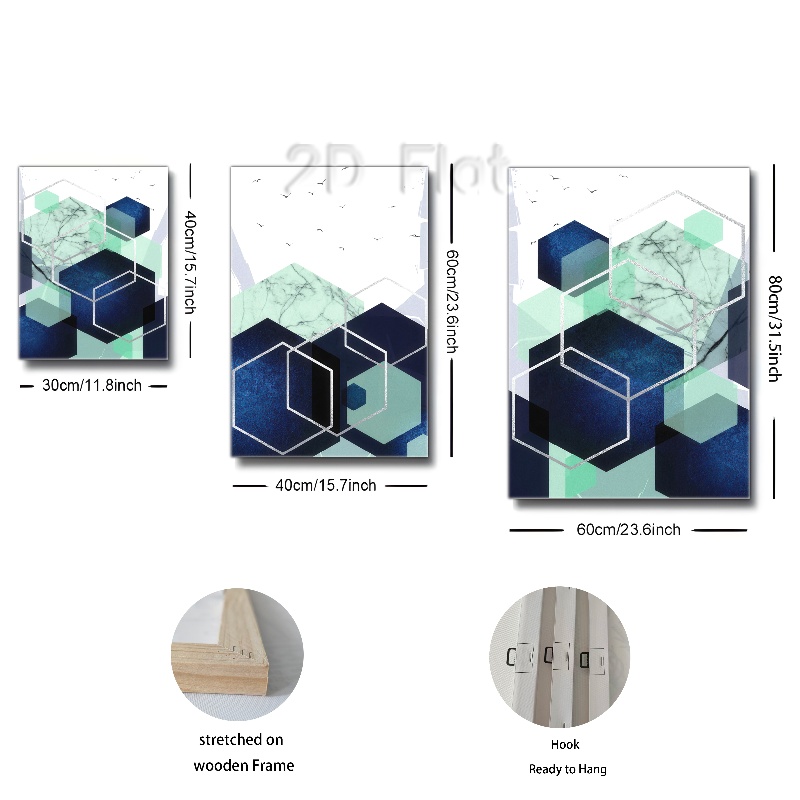 2D Flat
40cm/15.7inch
30cm/11.8inch
60cm/23.6inch
40cm/15.7inch
80cm/31.5inch
60cm/23.6inch
stretched on
wooden Frame
Hook
Ready to Hang